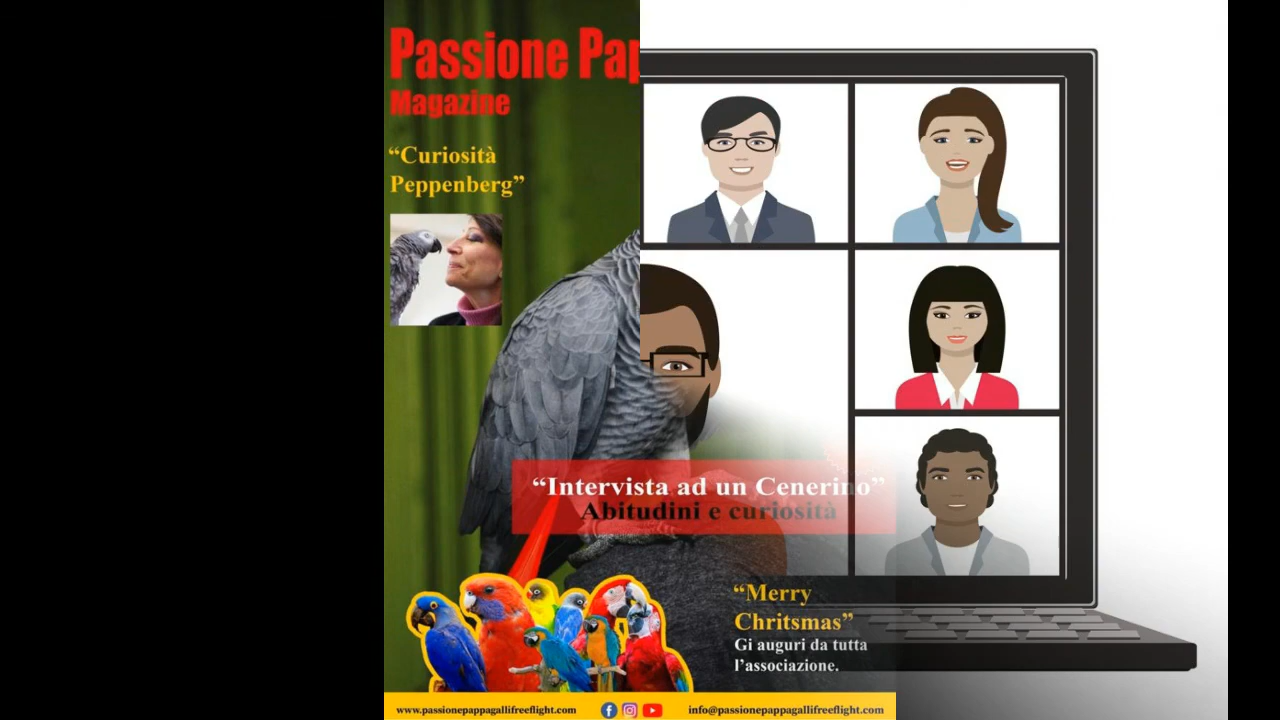 Passione Pap
Magazine
“Curiosità
Peppenberg”
“Intervista ad un Cenerino”
Abitudini e curiosità
“Merry
Chritsmas”
Gi auguri da tutta
l’associazione.
www.passionepappagallifreeflight.com
info@passionepappagallifreeflight.com